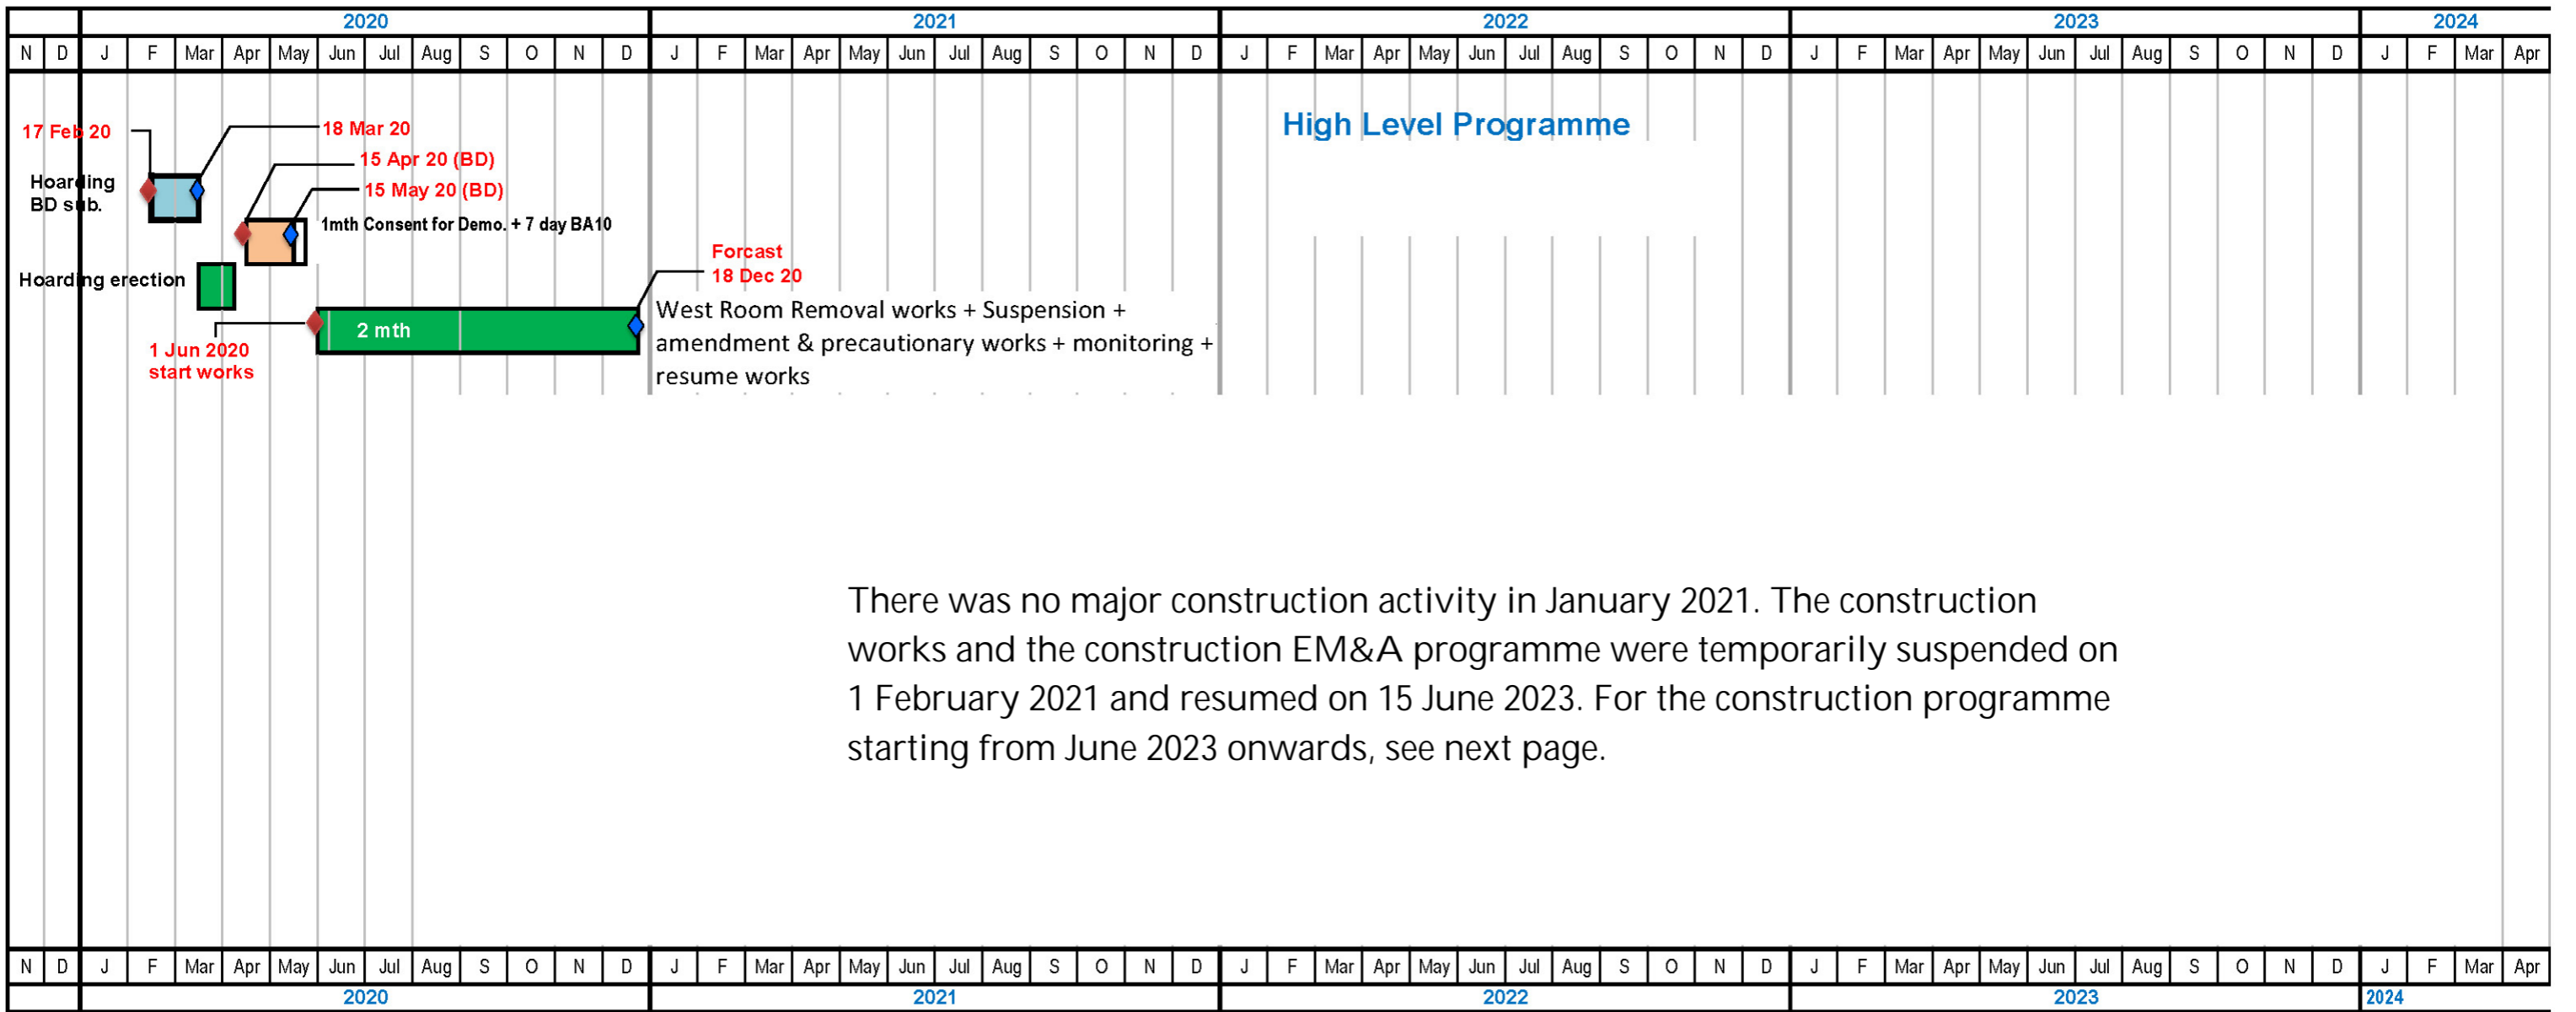 2020 2021 2022 2023 2024
N D J F Mar Apr May Jun Jul Aug S O N D J F Mar Apr May Jun Jul Aug S O N D J F Mar Apr May Jun Jul Aug S O N D J F Mar Apr May Jun Jul Aug S O N D J F Mar Apr
High Level Programme
17 Feb 20
18 Mar 20
15 Apr 20 (BD)
Hoarding
BD sub.
15 May 20 (BD)
1mth Consent for Demo. + 7 day BA10
Hoarding erection
Forcast
18 Dec 20
2 mth
West Room Removal works + Suspension +
amendment & precautionary works + monitoring +
resume works
1 Jun 2020
start works
There was no major construction activity in January 2021. The construction
works and the construction EM&A programme were temporarily suspended on
1 February 2021 and resumed on 15 June 2023. For the construction programme
starting from June 2023 onwards, see next page.
N D J F Mar Apr May Jun Jul Aug S O N D J F Mar Apr May Jun Jul Aug S O N D J F Mar Apr May Jun Jul Aug S O N D J F Mar Apr May Jun Jul Aug S O N D J F Mar Apr
2020 2021 2022 2023 2024